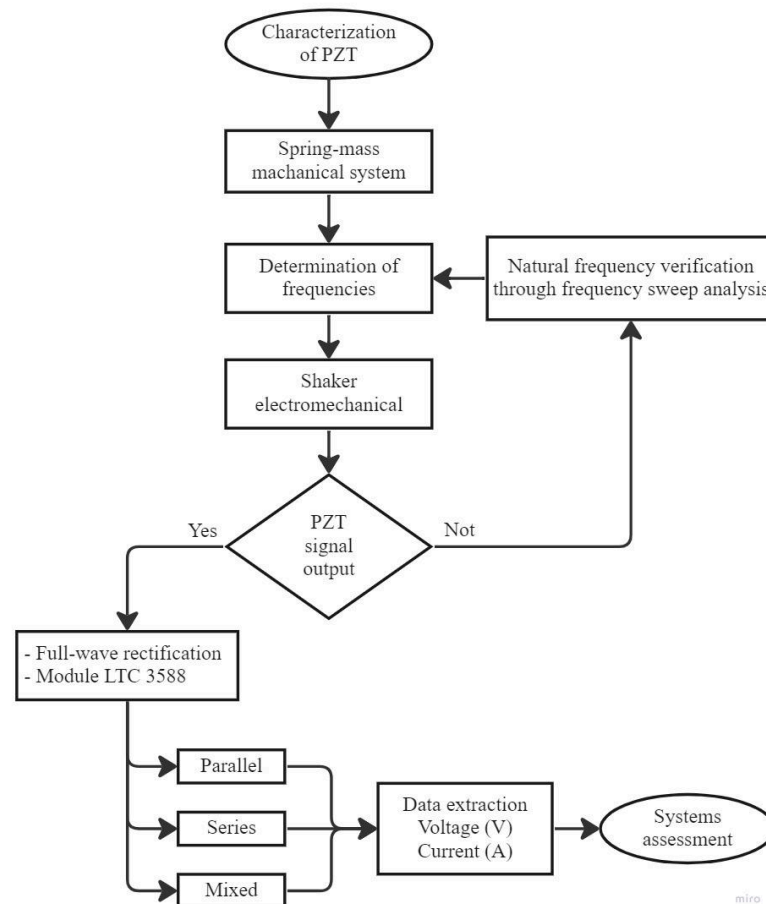 Characterization
of PZT
Spring-mass
machanical system
Determination of
frequencies
Natural frequency verification
through frequency sweep analysis
Shaker
electromechanical
PZT
signal
output
Yes
Not
- Full-wave rectification
- Module LTC 3588
Parallel
Series
Mixed
Data extraction
Voltage (V)
Current (A)
Systems
assessment
miro